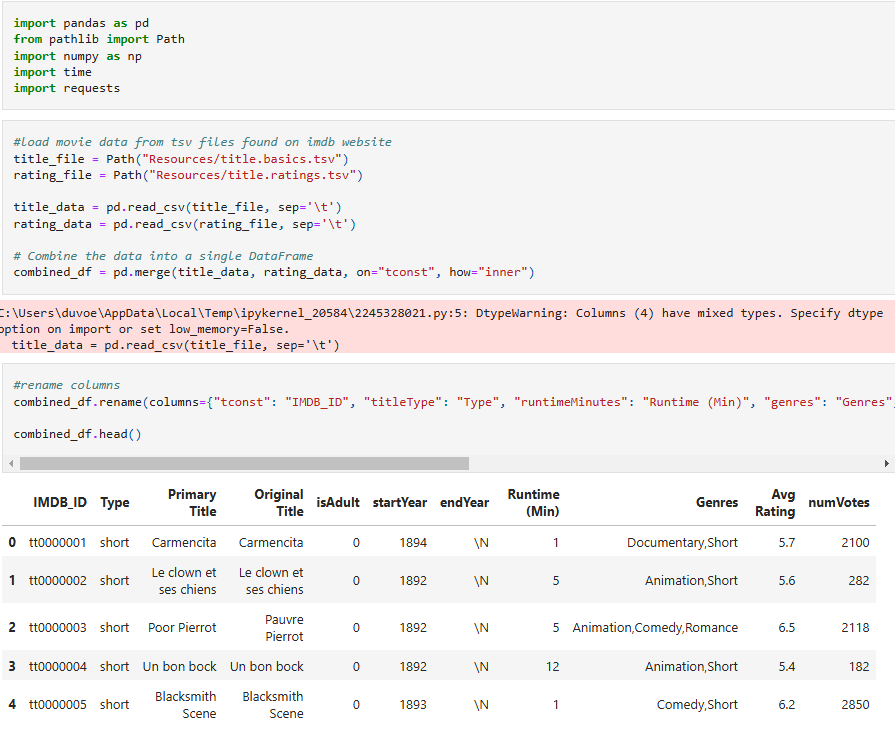 import pandas as pd
from pathlib import Path
import numpy as np
import time
import requests
#load movie data from tsv files found on imdb website
title_file = Path("Resources/title.basics.tsv")
rating_file = Path("Resources/title.ratings.tsv")
title_data = pd.read_csv(title_file, sep='\t')
rating_data = pd.read_csv(rating_file, sep='\t')
# Combine the data into a single DataFrame
combined_df = pd.merge(title_data, rating_data, on="tconst", how="inner")
C:\Users\duvoe\AppData\Local\Temp\ipykernel_20584\2245328021.py:5: DtypeWarning: Columns (4) have mixed types. Specify dtype
option on import or set low_memory=False.
title_data = pd.read_csv(title_file, sep='\t')
#rename columns
combined_df.rename(columns={"tconst": "IMDB_ID", "titleType": "Type", "runtimeMinutes": "Runtime (Min)", "genres": "Genres",
combined_df.head()
IMDB_ID Type Primary Title Original Title isAdult startYear endYear Runtime (Min) Genres Avg Rating numVotes
0 tt0000001 short Carmencita Carmencita 0 1894 \N 1 Documentary,Short 5.7 2100
1 tt0000002 short Le clown et ses chiens Le clown et ses chiens 0 1892 \N 5 Animation,Short 5.6 282
2 tt0000003 short Poor Pierrot Pauvre Pierrot 0 1892 \N 5 Animation,Comedy,Romance 6.5 2118
3 tt0000004 short Un bon bock Un bon bock 0 1892 \N 12 Animation,Short 5.4 182
4 tt0000005 short Blacksmith Scene Blacksmith Scene 0 1893 \N 1 Comedy,Short 6.2 2850